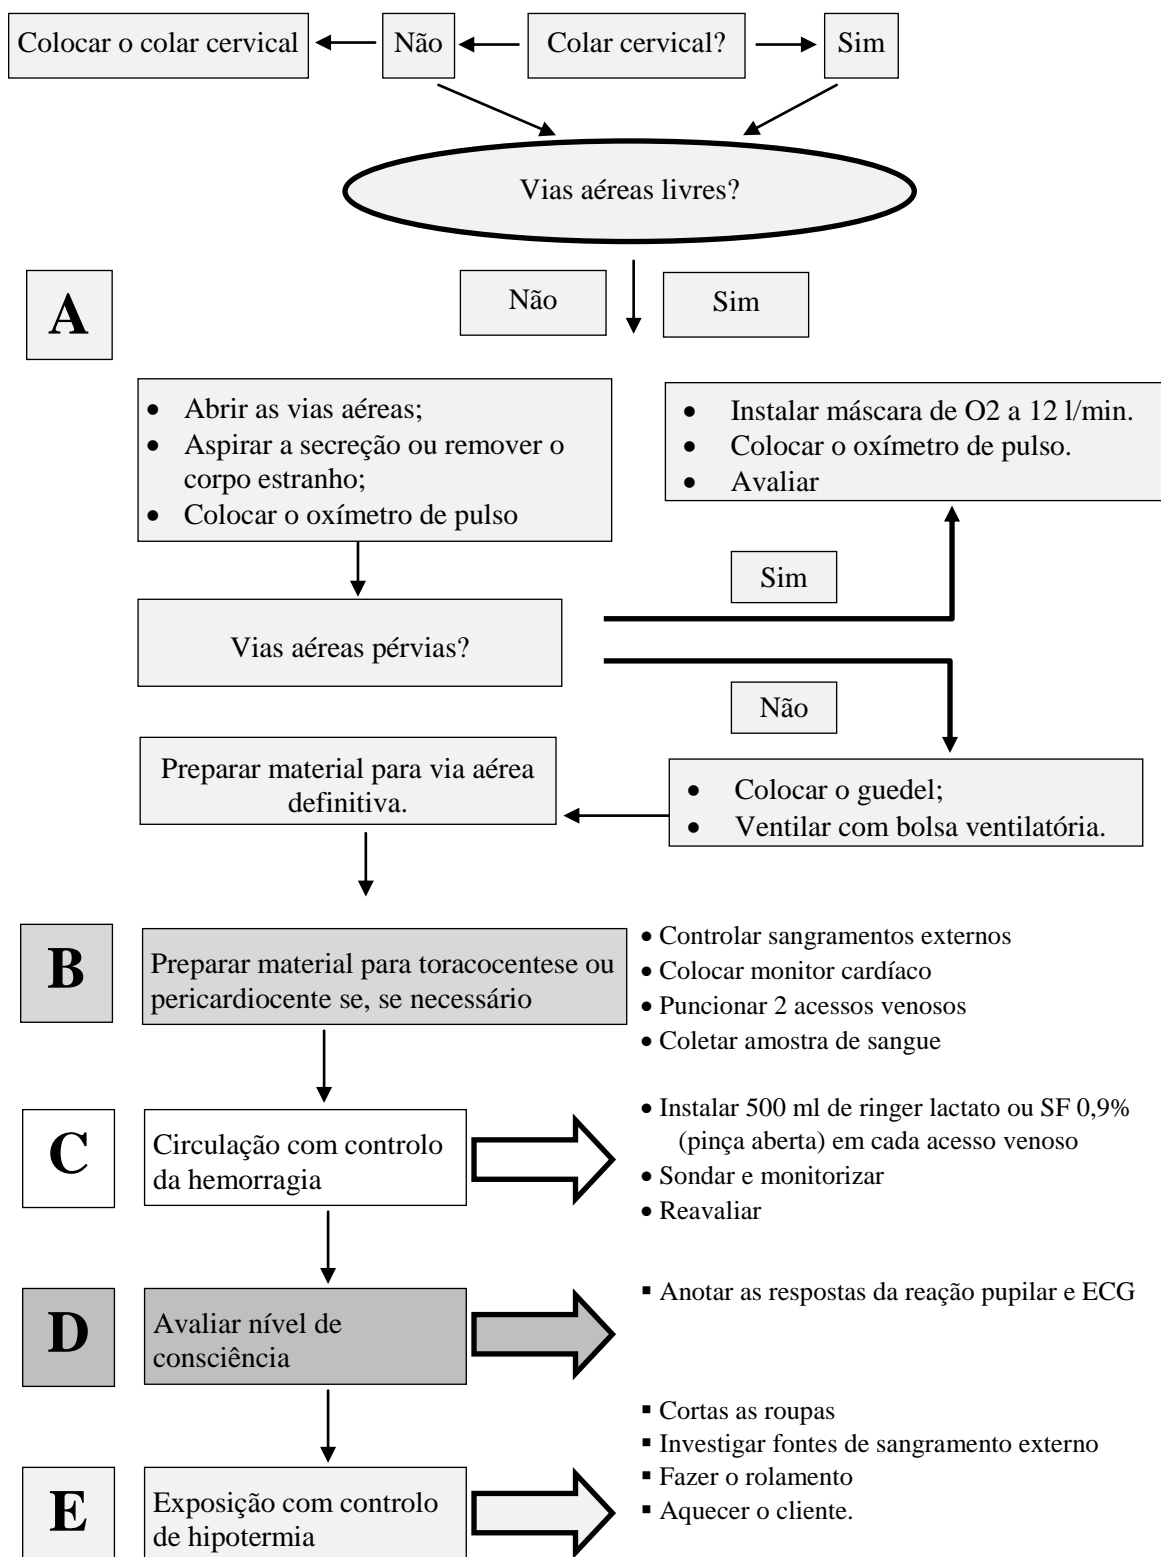 Colocar o colar cervical
Não
Colar cervical?
Sim
Vias aéreas livres?
A
Não
Sim
• Abrir as vias aéreas;
• Aspirar a secreção ou remover o
corpo estranho;
• Colocar o oxímetro de pulso
• Instalar máscara de O2 a 12 l/min.
• Colocar o oxímetro de pulso.
• Avaliar
Sim
Vias aéreas pérvias?
Não
Preparar material para via aérea
definitiva.
• Colocar o guedel;
• Ventilar com bolsa ventilatória.
B
Preparar material para toracocentese ou
pericardiocente se, se necessário
• Controlar sangramentos externos
• Colocar monitor cardíaco
• Puncionar 2 acessos venosos
• Coletar amostra de sangue
C
Circulação com controlo
da hemorragia
• Instalar 500 ml de ringer lactato ou SF 0,9%
(pinça aberta) em cada acesso venoso
• Sondar e monitorizar
• Reavaliar
D
Avaliar nível de
consciência
▪ Anotar as respostas da reação pupilar e ECG
E
Exposição com controlo
de hipotermia
▪ Cortas as roupas
▪ Investigar fontes de sangramento externo
▪ Fazer o rolamento
▪ Aquecer o cliente.